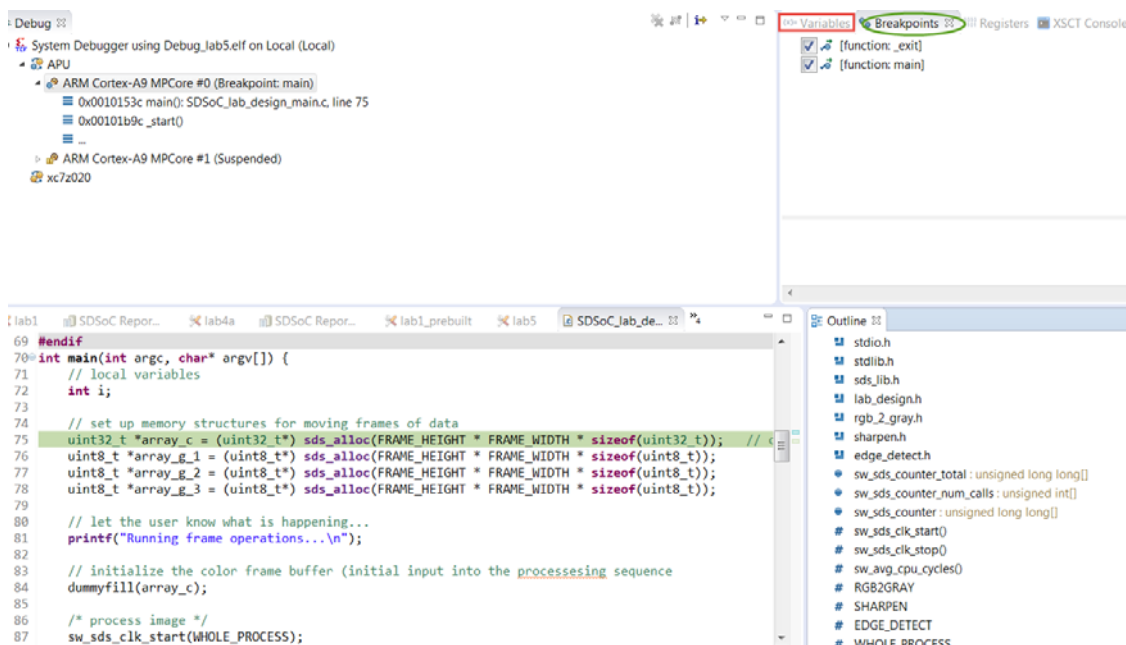 Debug
Variables Breakpoints Registers XSCT Console
System Debugger using Debug_lab5.elf on Local (Local)
APU
ARM Cortex-A9 MPCore #0 (Breakpoint: main)
0x0010153c main(): SDSoC_lab_design_main.c, line 75
0x00101b9c _start()
...
ARM Cortex-A9 MPCore #1 (Suspended)
xc7z020
[function: _exit]
[function: main]
lab1 SDSoC Repor... lab4a SDSoC Repor... lab1_prebuilt lab5 SDSoC_lab_de... »4
69 #endif
70 int main(int argc, char* argv[]) {
71 // local variables
72 int i;
73
74 // set up memory structures for moving frames of data
75 uint32_t *array_c = (uint32_t*) sds_alloc(FRAME_HEIGHT * FRAME_WIDTH * sizeof(uint32_t)); // c
76 uint8_t *array_g_1 = (uint8_t*) sds_alloc(FRAME_HEIGHT * FRAME_WIDTH * sizeof(uint8_t));
77 uint8_t *array_g_2 = (uint8_t*) sds_alloc(FRAME_HEIGHT * FRAME_WIDTH * sizeof(uint8_t));
78 uint8_t *array_g_3 = (uint8_t*) sds_alloc(FRAME_HEIGHT * FRAME_WIDTH * sizeof(uint8_t));
79
80 // let the user know what is happening...
81 printf("Running frame operations...\n");
82
83 // initialize the color frame buffer (initial input into the processesing sequence
84 dummyfill(array_c);
85
86 /* process image */
87 sw_sds_clk_start(WHOLE_PROCESS);
Outline
stdio.h
stdlib.h
sds_lib.h
lab_design.h
rgb_2_gray.h
sharpen.h
edge_detect.h
sw_sds_counter_total : unsigned long long[]
sw_sds_counter_num_calls : unsigned int[]
sw_sds_counter : unsigned long long[]
# sw_sds_clk_start()
# sw_sds_clk_stop()
# sw_avg_cpu_cycles()
# RGB2GRAY
# SHARPEN
# EDGE_DETECT
# WHOLE_PROCESS